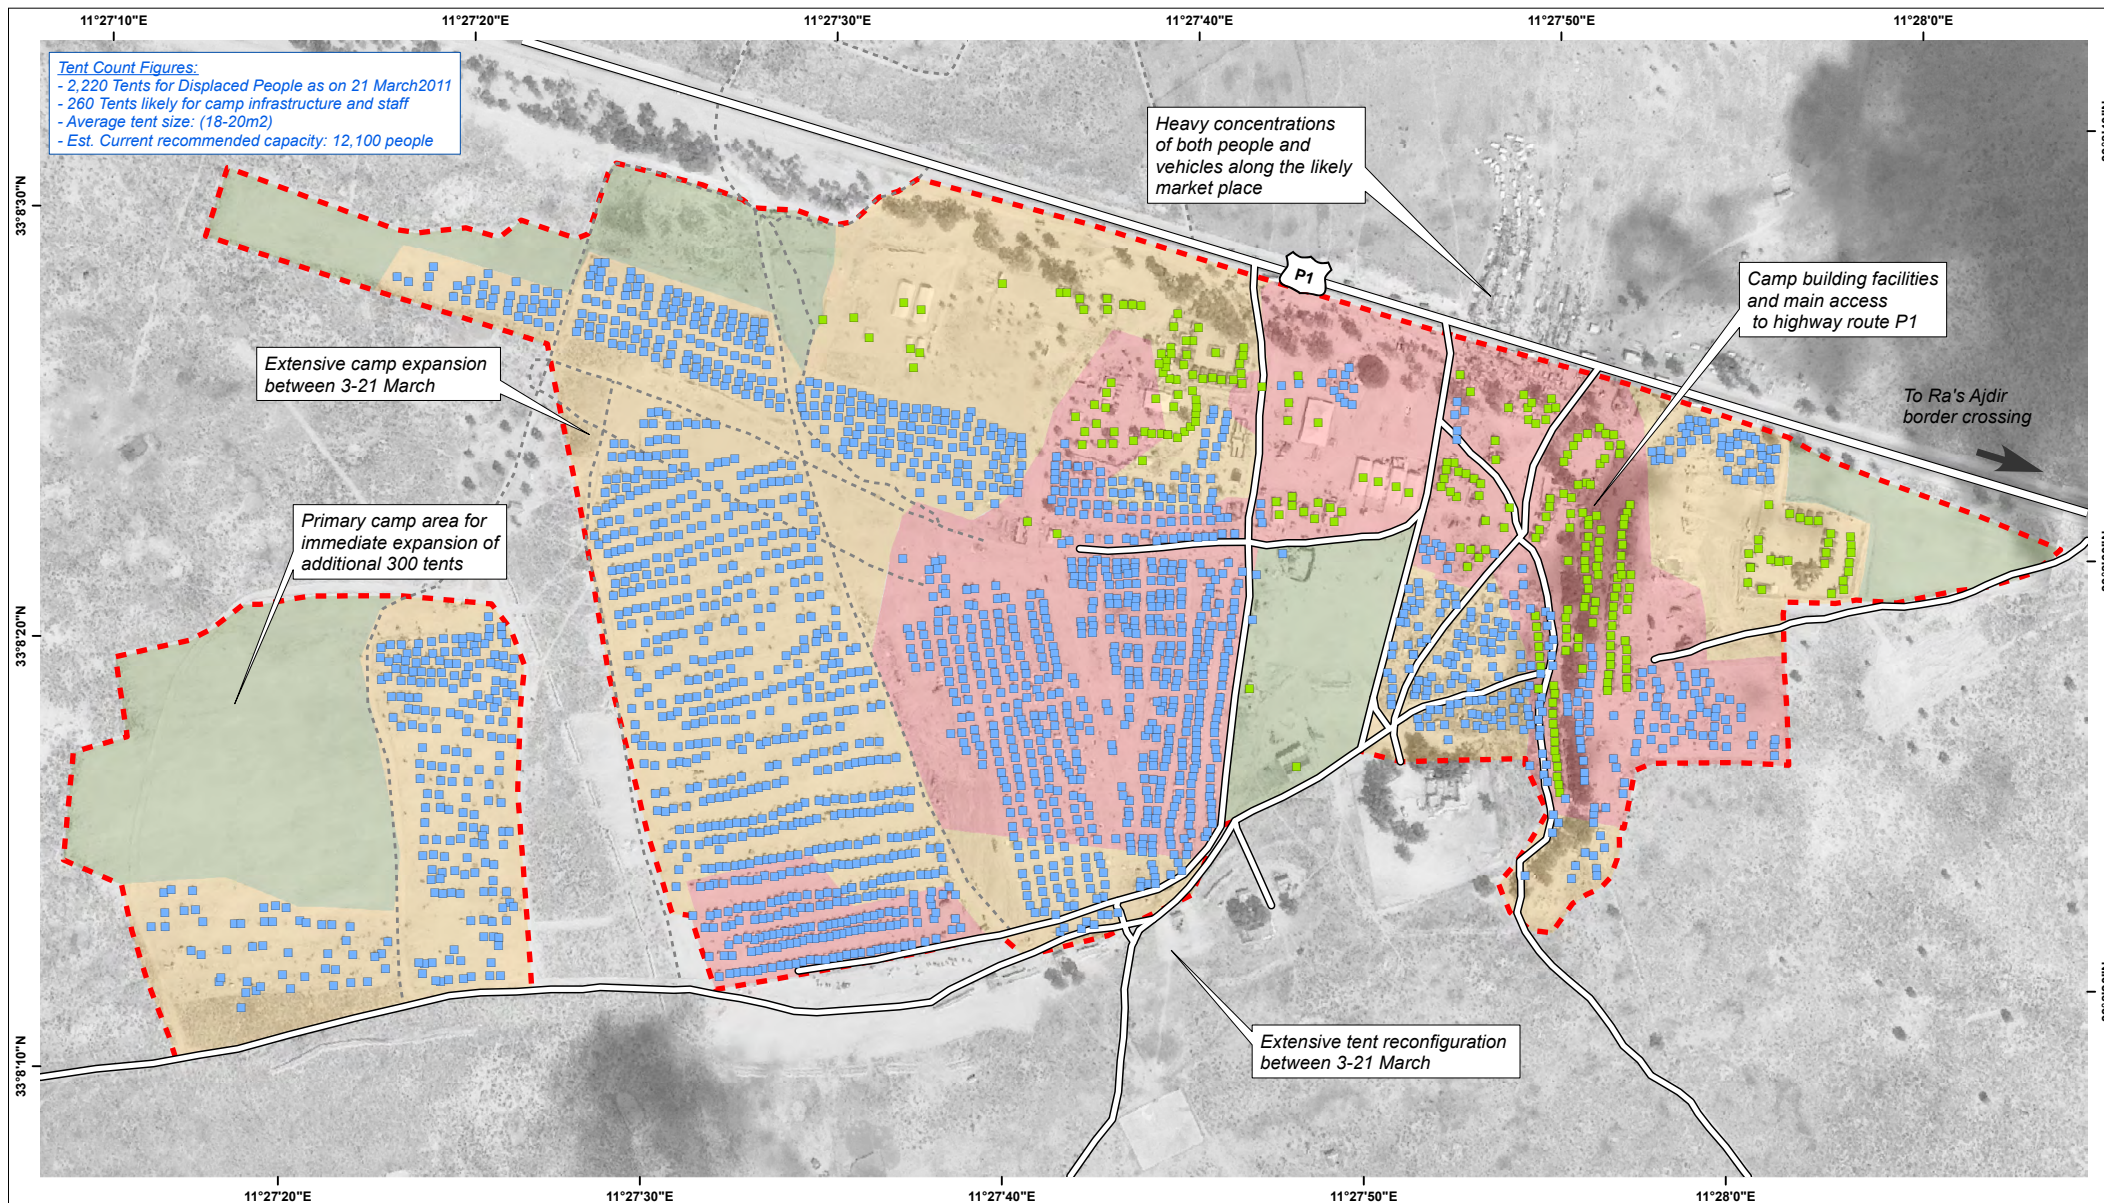 11°27'10"E
11°27'20"E
11°27'30"E
11°27'40"E
11°27'50"E
11°28'0"E
Tent Count Figures:
- 2,220 Tents for Displaced People as on 21 March2011
- 260 Tents likely for camp infrastructure and staff
- Average tent size: (18-20m2)
- Est. Current recommended capacity: 12,100 people
Heavy concentrations
of both people and
vehicles along the likely
market place
33°8'30"N
P1
Camp building facilities
and main access
to highway route P1
Extensive camp expansion
between 3-21 March
To Ra's Ajdir
border crossing
Primary camp area for
immediate expansion of
additional 300 tents
33°8'20"N
Extensive tent reconfiguration
between 3-21 March
33°8'10"N
11°27'20"E
11°27'30"E
11°27'40"E
11°27'50"E
11°28'0"E